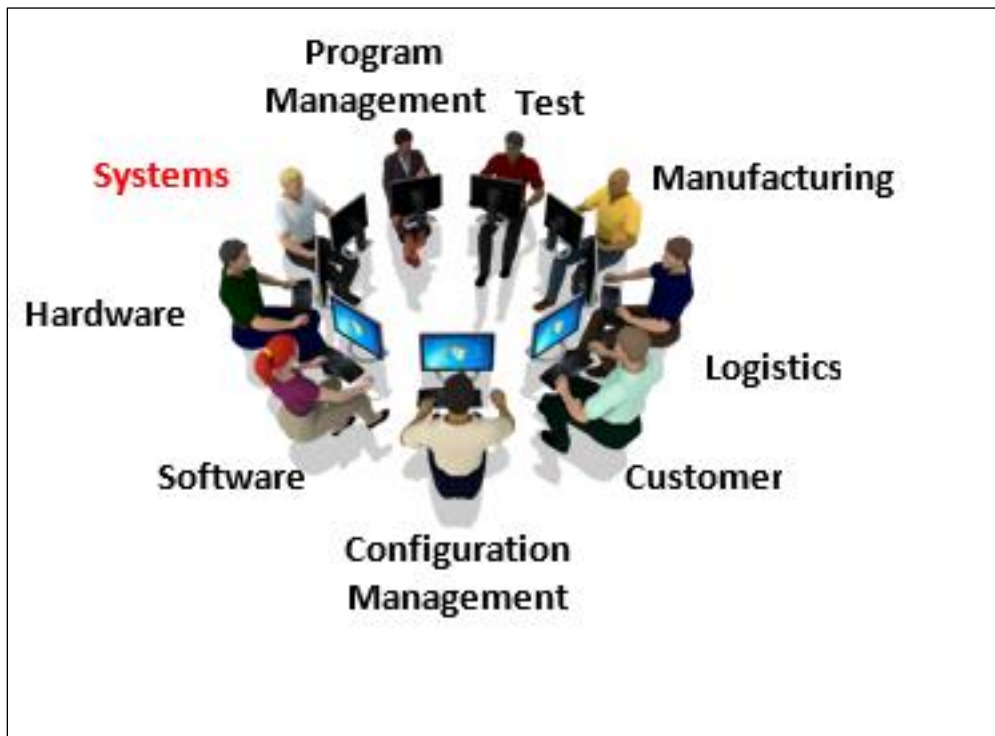 Program
Management
Test
Systems
Manufacturing
Hardware
Logistics
Software
Customer
Configuration
Management